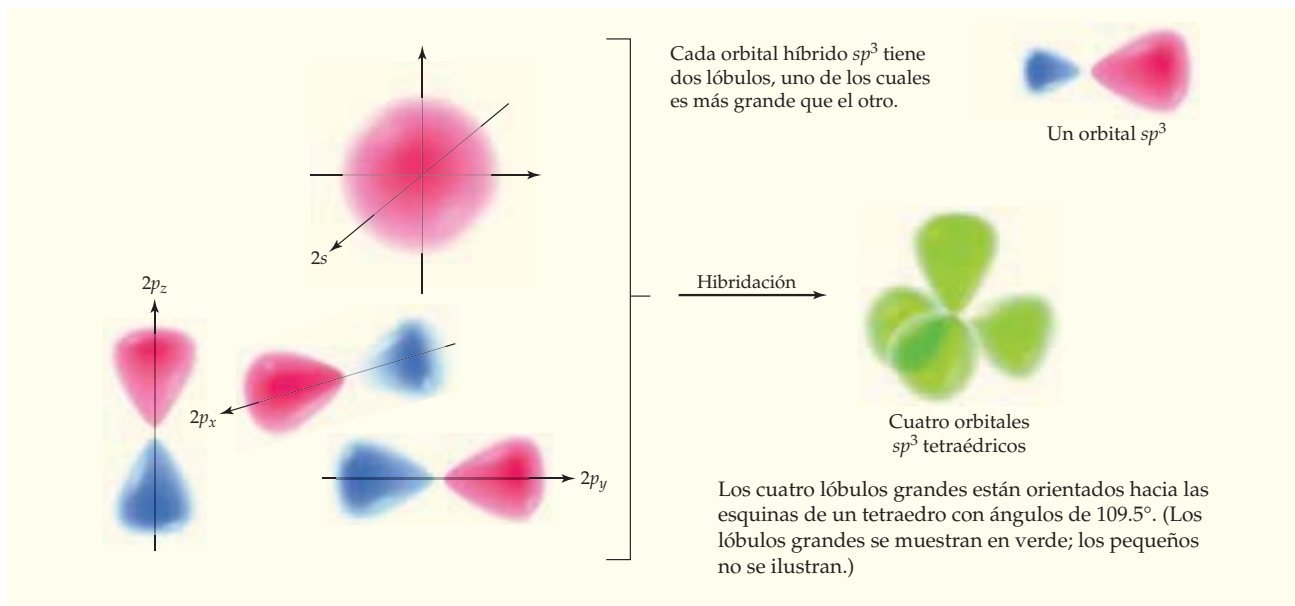 2s
2pz
2px
2py
Cada orbital híbrido sp³ tiene
dos lóbulos, uno de los cuales
es más grande que el otro.
Un orbital sp³
Hibridación
Cuatro orbitales
sp³ tetraédricos
Los cuatro lóbulos grandes están orientados hacia las
esquinas de un tetraedro con ángulos de 109.5°. (Los
lóbulos grandes se muestran en verde; los pequeños
no se ilustran.)